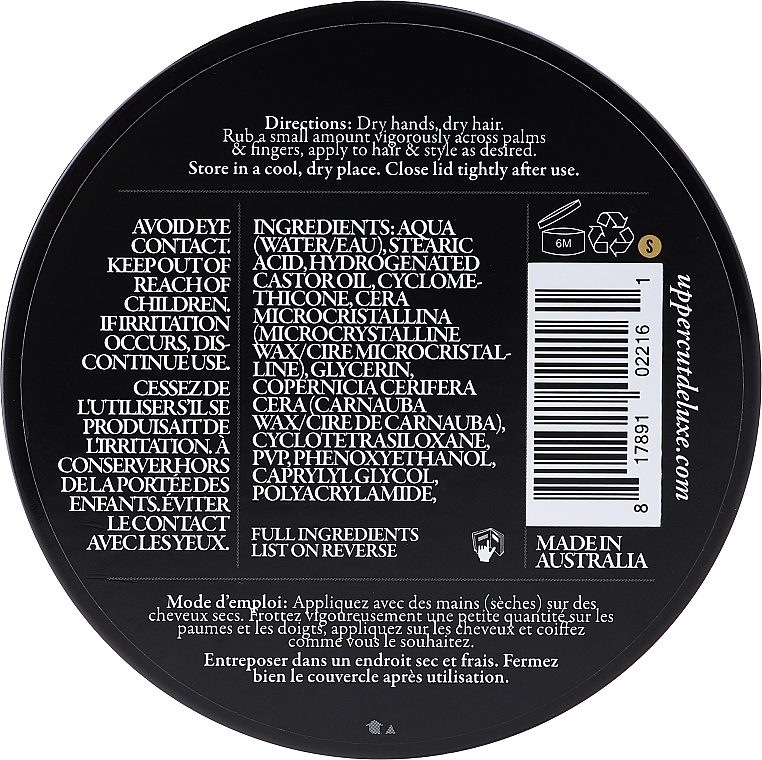 Directions: Dry hands, dry hair.
Rub a small amount vigorously across palms
& fingers, apply to hair & style as desired.
Store in a cool, dry place. Close lid tightly after use.
AVOID EYE
CONTACT.
KEEP OUT OF
REACH OF
CHILDREN.
IF IRRITATION
OCCURS, DIS-
CONTINUE USE.
CESSEZ DE
L'UTILISER S'IL SE
PRODUISAIT DE
L'IRRITATION. À
CONSERVER HORS
DE LA PORTÉE DES
ENFANTS. ÉVITER
LE CONTACT
AVEC LES YEUX.
INGREDIENTS: AQUA
(WATER/EAU), STEARIC
ACID, HYDROGENATED
CASTOR OIL, CYCLOME-
THICONE, CERA
MICROCRISTALLINA
(MICROCRYSTALLINE
WAX/CIRE MICROCRISTAL-
LINE), GLYCERIN,
COPERNICIA CERIFERA
CERA (CARNAUBA
WAX/CIRE DE CARNAUBA),
CYCLOTETRASILOXANE,
PVP, PHENOXYETHANOL,
CAPRYLYL GLYCOL,
POLYACRYLAMIDE,
FULL INGREDIENTS
LIST ON REVERSE
6M
S
8 17891 02216 1
uppercutdeluxe.com
MADE IN
AUSTRALIA
Mode d'emploi: Appliquez avec des mains (sèches) sur des
cheveux secs. Frottez vigoureusement une petite quantité sur les
paumes et les doigts, appliquez sur les cheveux et coiffez
comme vous le souhaitez.
Entreposer dans un endroit sec et frais. Fermez
bien le couvercle après utilisation.